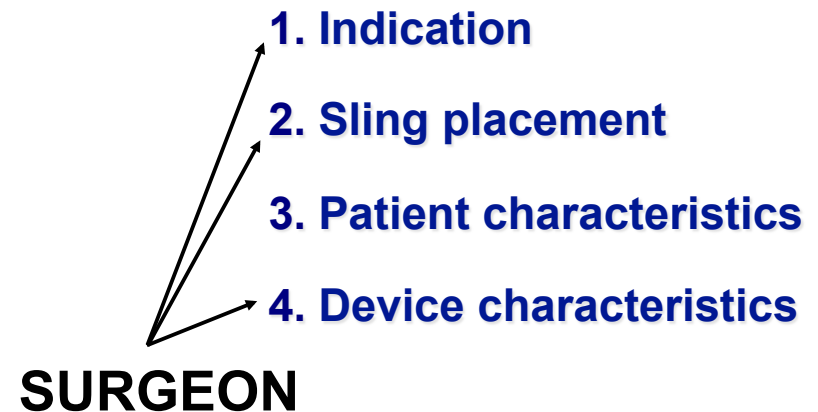 1. Indication
2. Sling placement
3. Patient characteristics
4. Device characteristics
SURGEON